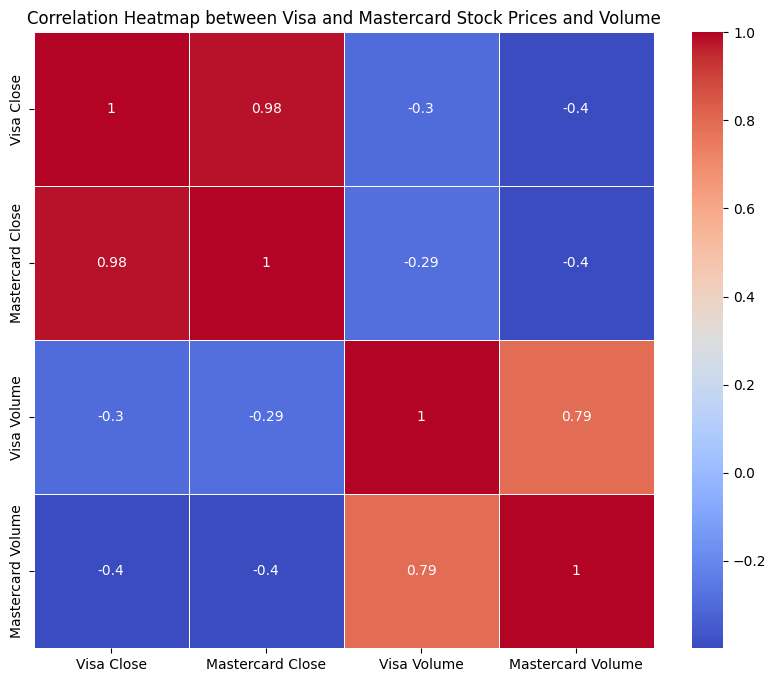 Correlation Heatmap between Visa and Mastercard Stock Prices and Volume
Visa Close
1
0.98
-0.3
-0.4
Mastercard Close
0.98
1
-0.29
-0.4
Visa Volume
-0.3
-0.29
1
0.79
Mastercard Volume
-0.4
-0.4
0.79
1
Visa Close
Mastercard Close
Visa Volume
Mastercard Volume
1.0
0.8
0.6
0.4
0.2
0.0
−0.2